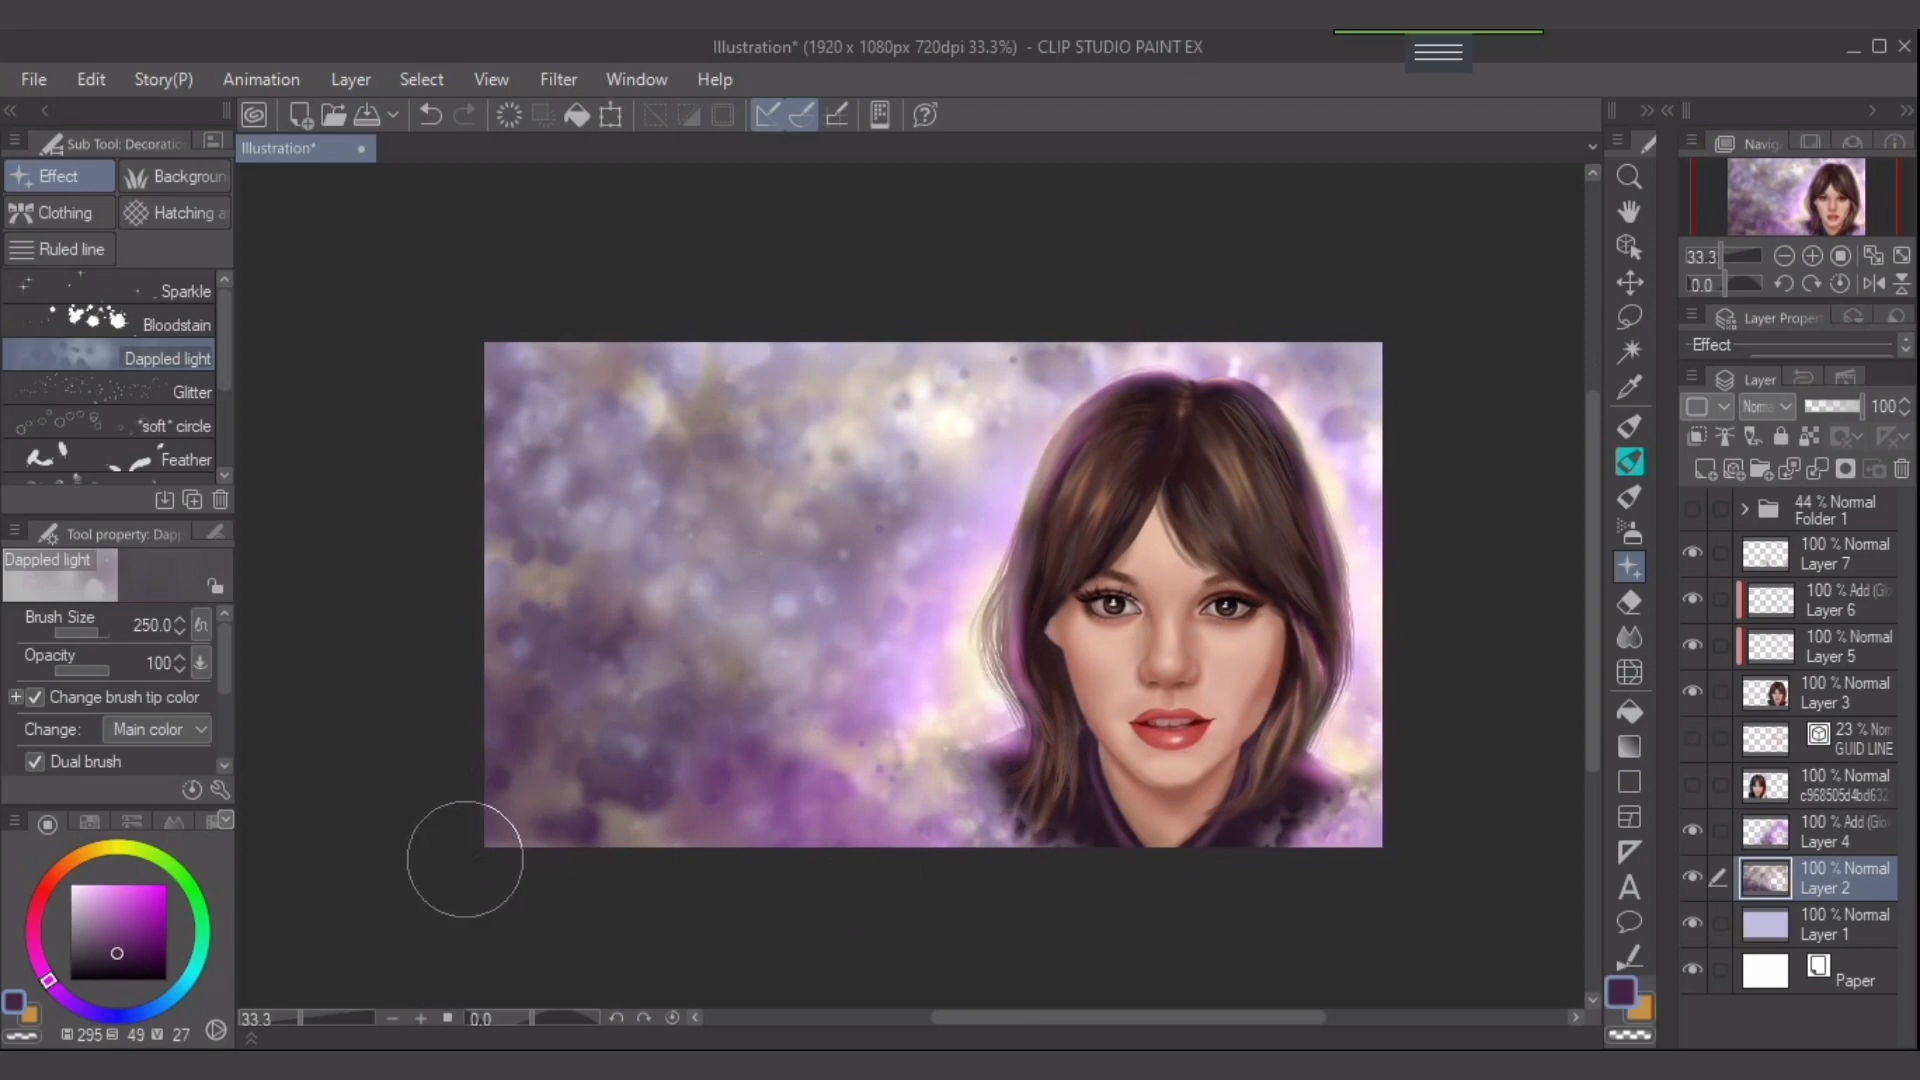 Illustration* (1920 x 1080px 720dpi 33.3%) - CLIP STUDIO PAINT EX
File Edit Story(P) Animation Layer Select View Filter Window Help
Sub Tool: Decoratio
Illustration*
Effect
Backgroun
Clothing
Hatching a
Ruled line
Sparkle
Bloodstain
Dappled light
Glitter
*soft* circle
Feather
Tool property: Dapp
Dappled light
Brush Size 250.0
Opacity 100
Change brush tip color
Change: Main color
Dual brush
295 49 27
33.3 0.0
Navig
33.3
0.0
Layer Proper
Effect
Layer
Norma 100
44 % Normal
Folder 1
100 % Normal
Layer 7
100 % Add (Glo
Layer 6
100 % Normal
Layer 5
100 % Normal
Layer 3
23 % Nor
GUID LINE
100 % Normal
c968505d4bd632
100 % Add (Glo
Layer 4
100 % Normal
Layer 2
100 % Normal
Layer 1
Paper